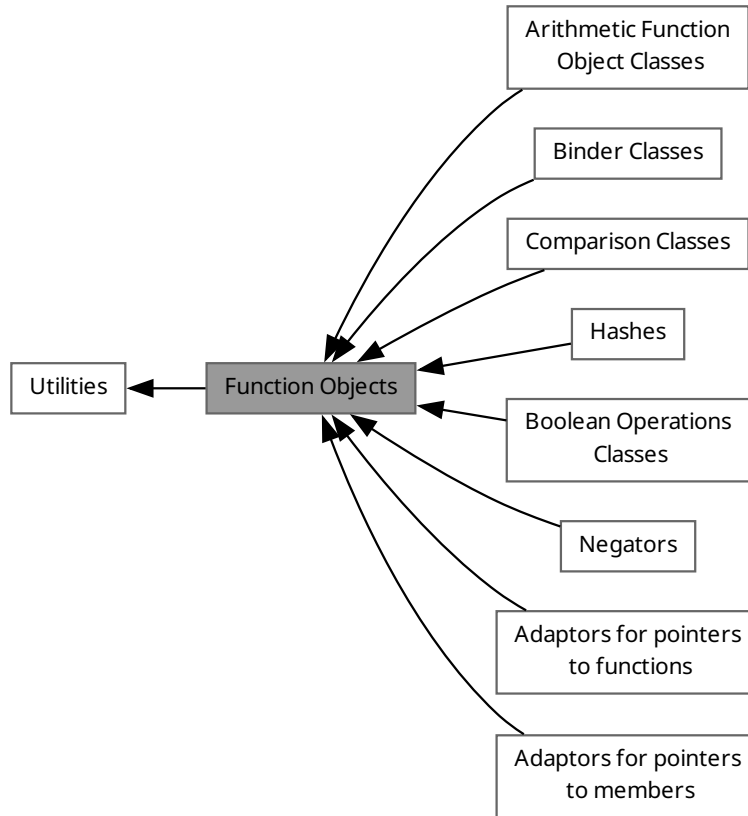 Arithmetic Function
Object Classes
Binder Classes
Comparison Classes
Hashes
Utilities
Function Objects
Boolean Operations
Classes
Negators
Adaptors for pointers
to functions
Adaptors for pointers
to members